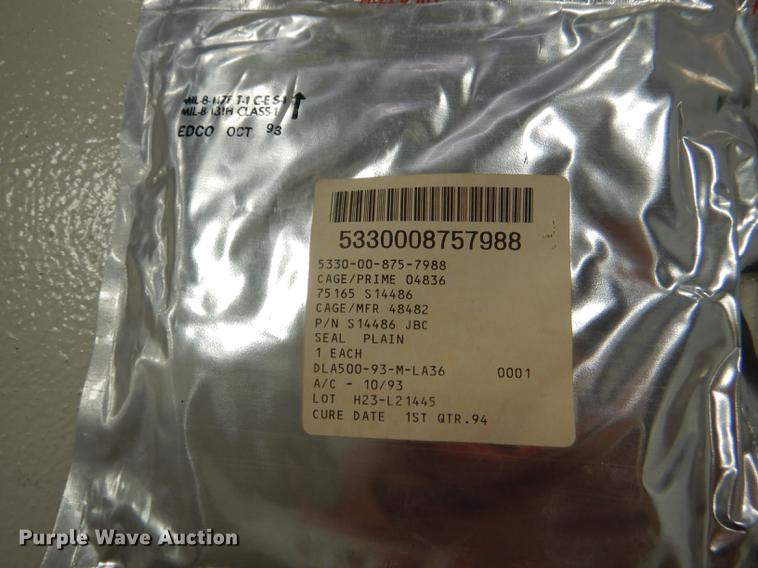 MIL-B-117F T-1 C-E S-1
MIL-B-131H CLASS-1
EDCO OCT 93
5330008757988
5330-00-875-7988
CAGE/PRIME 04836
75165 S14486
CAGE/MFR 48482
P/N S14486 JBC
SEAL PLAIN
1 EACH
DLA500-93-M-LA36 0001
A/C - 10/93
LOT H23-L21445
CURE DATE 1ST QTR.94
Purple Wave Auction